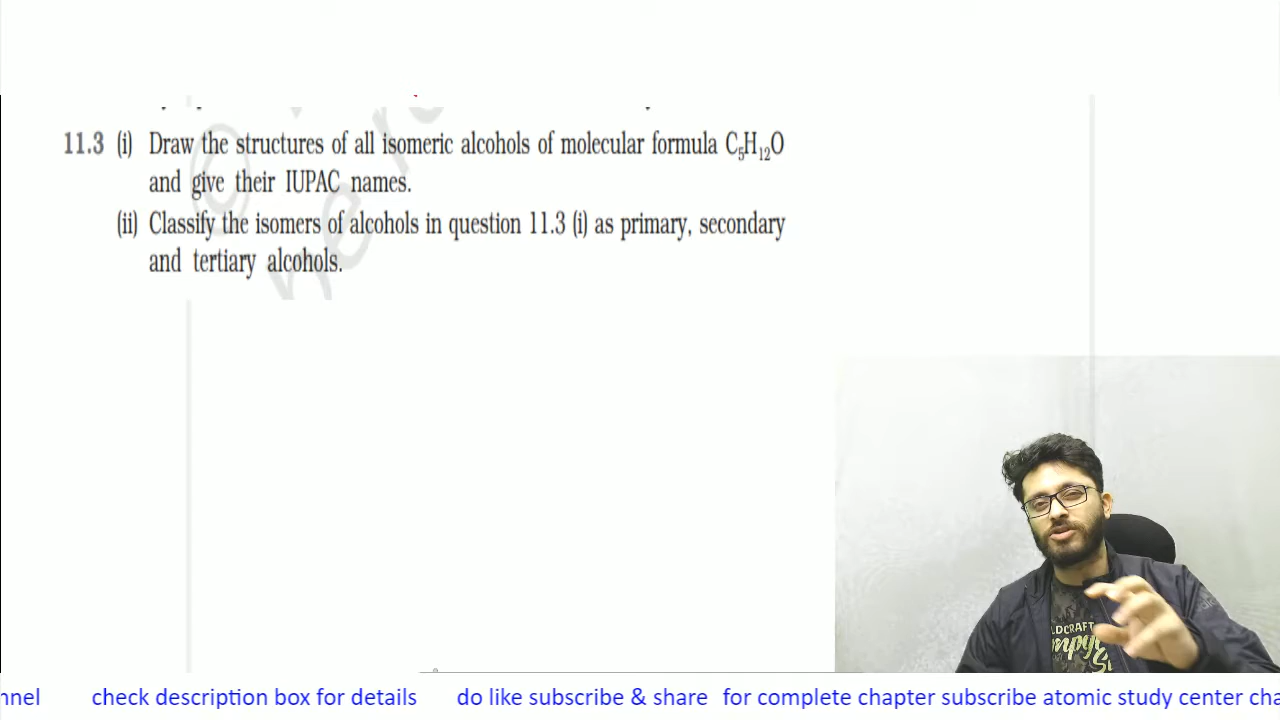 11.3 (i) Draw the structures of all isomeric alcohols of molecular formula C₅H₁₂O
and give their IUPAC names.
(ii) Classify the isomers of alcohols in question 11.3 (i) as primary, secondary
and tertiary alcohols.
LDCRAFT
nnel check description box for details do like subscribe & share for complete chapter subscribe atomic study center cha